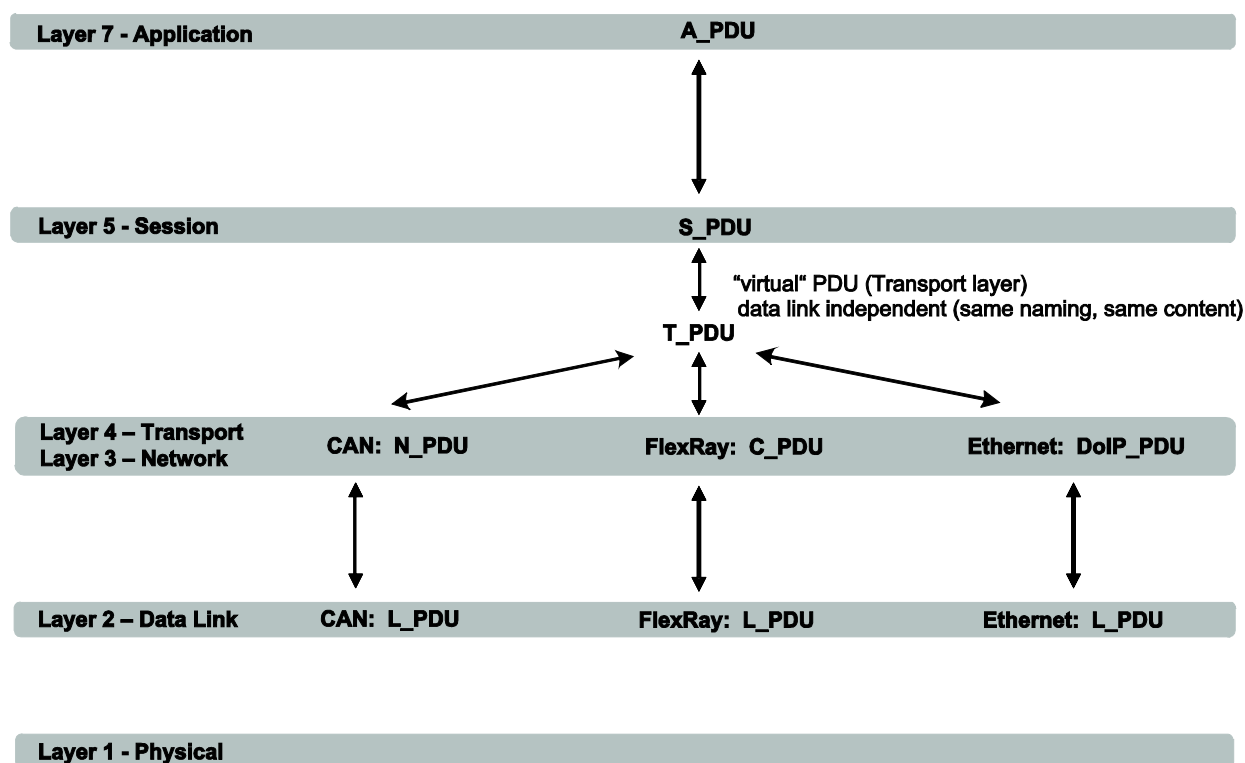 Layer 7 - Application
A_PDU
Layer 5 - Session
S_PDU
“virtual“ PDU (Transport layer)
data link independent (same naming, same content)
T_PDU
Layer 4 – Transport
Layer 3 – Network
CAN: N_PDU
FlexRay: C_PDU
Ethernet: DoIP_PDU
Layer 2 – Data Link
CAN: L_PDU
FlexRay: L_PDU
Ethernet: L_PDU
Layer 1 - Physical